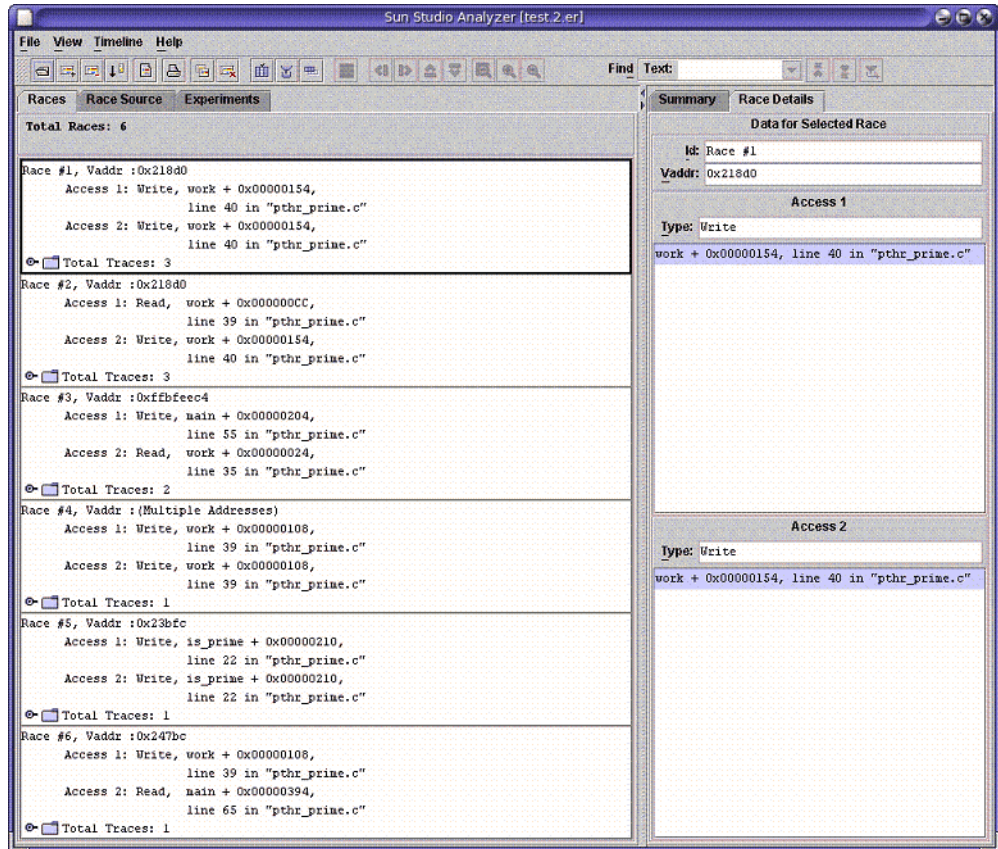 Sun Studio Analyzer [test.2.er]
File View Timeline Help
Find Text:
Races Race Source Experiments
Total Races: 6
Race #1, Vaddr :0x218d0
Access 1: Write, work + 0x00000154,
line 40 in "pthr_prime.c"
Access 2: Write, work + 0x00000154,
line 40 in "pthr_prime.c"
Total Traces: 3
Race #2, Vaddr :0x218d0
Access 1: Read, work + 0x000000CC,
line 39 in "pthr_prime.c"
Access 2: Write, work + 0x00000154,
line 40 in "pthr_prime.c"
Total Traces: 3
Race #3, Vaddr :0xffbfeec4
Access 1: Write, main + 0x00000204,
line 55 in "pthr_prime.c"
Access 2: Read, work + 0x00000024,
line 35 in "pthr_prime.c"
Total Traces: 2
Race #4, Vaddr :(Multiple Addresses)
Access 1: Write, work + 0x00000108,
line 39 in "pthr_prime.c"
Access 2: Write, work + 0x00000108,
line 39 in "pthr_prime.c"
Total Traces: 1
Race #5, Vaddr :0x23bfc
Access 1: Write, is_prime + 0x00000210,
line 22 in "pthr_prime.c"
Access 2: Write, is_prime + 0x00000210,
line 22 in "pthr_prime.c"
Total Traces: 1
Race #6, Vaddr :0x247bc
Access 1: Write, work + 0x00000108,
line 39 in "pthr_prime.c"
Access 2: Read, main + 0x00000394,
line 65 in "pthr_prime.c"
Total Traces: 1
Summary Race Details
Data for Selected Race
Id: Race #1
Vaddr: 0x218d0
Access 1
Type: Write
work + 0x00000154, line 40 in "pthr_prime.c"
Access 2
Type: Write
work + 0x00000154, line 40 in "pthr_prime.c"